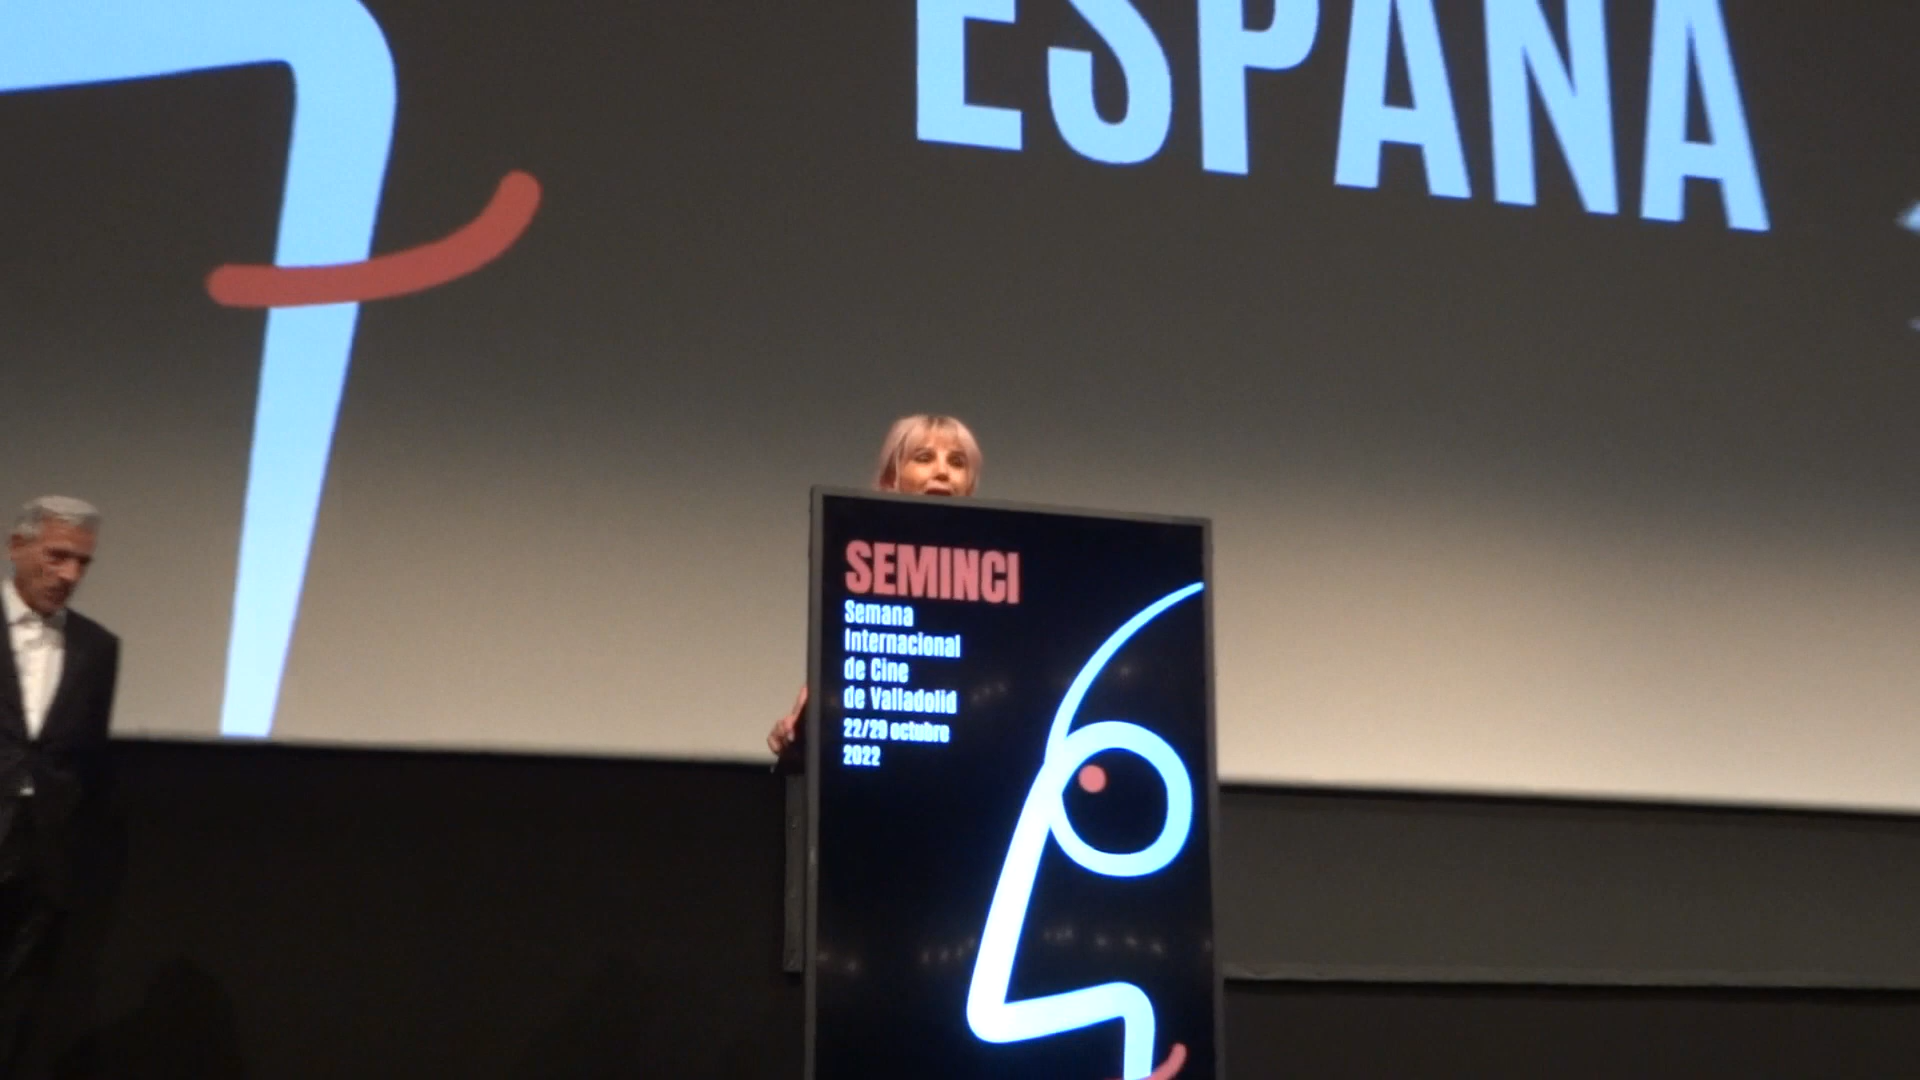 ESPAÑA
SEMINCI
Semana
Internacional
de Cine
de Valladolid
22/29 octubre
2022